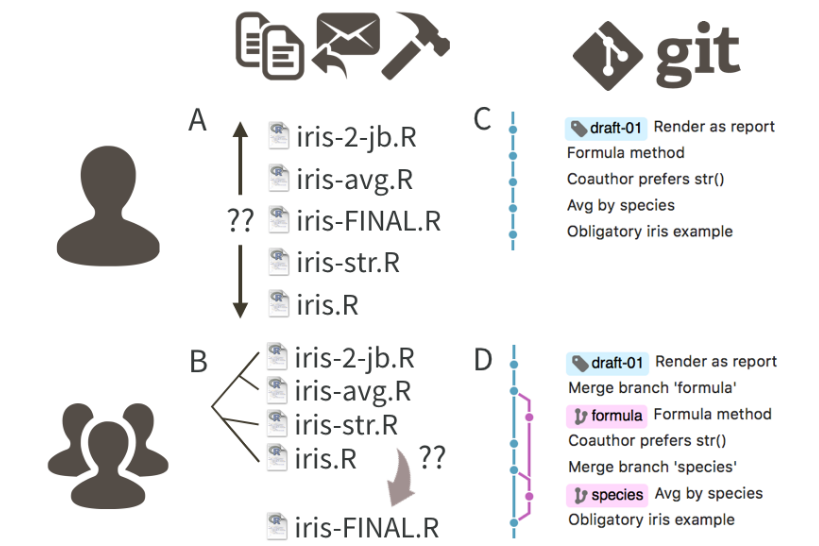 git
A
iris-2-jb.R
iris-avg.R
?? iris-FINAL.R
iris-str.R
iris.R
C
draft-01 Render as report
Formula method
Coauthor prefers str()
Avg by species
Obligatory iris example
B
iris-2-jb.R
iris-avg.R
iris-str.R
iris.R ??
iris-FINAL.R
D
draft-01 Render as report
Merge branch 'formula'
formula Formula method
Coauthor prefers str()
Merge branch 'species'
species Avg by species
Obligatory iris example